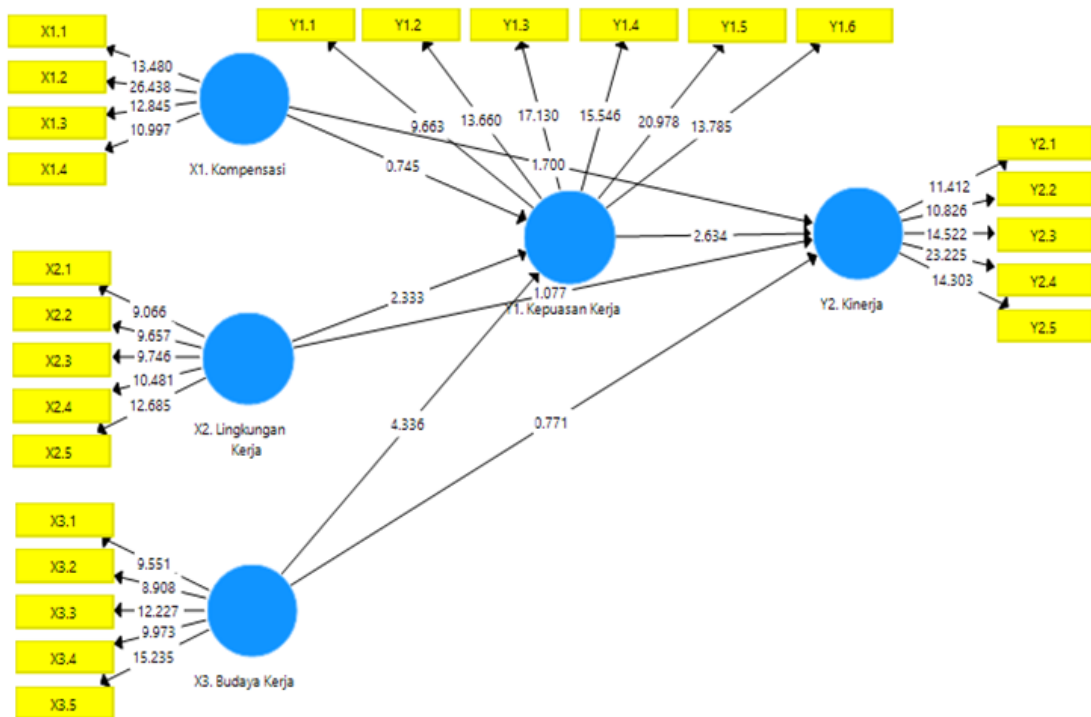 X1.1
X1.2
X1.3
X1.4
13.480
26.438
12.845
10.997
X1. Kompensasi
Y1.1
Y1.2
Y1.3
Y1.4
Y1.5
Y1.6
9.663
13.660
17.130
15.546
20.978
13.785
0.745
1.700
X2.1
X2.2
X2.3
X2.4
X2.5
9.066
9.657
9.746
10.481
12.685
X2. Lingkungan
Kerja
2.333
1.077
Y1. Kepuasan Kerja
2.634
Y2. Kinerja
11.412
10.826
14.522
23.225
14.303
Y2.1
Y2.2
Y2.3
Y2.4
Y2.5
X3.1
X3.2
X3.3
X3.4
X3.5
9.551
8.908
12.227
9.973
15.235
X3. Budaya Kerja
4.336
0.771